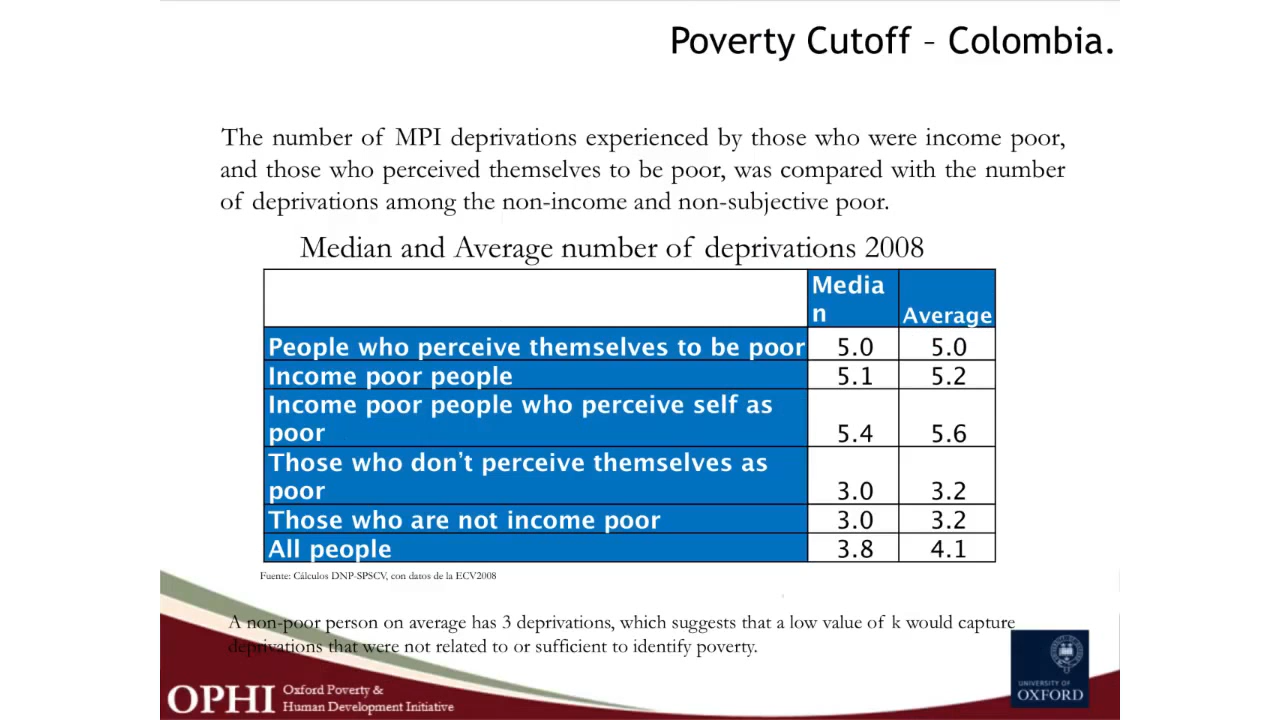 Poverty Cutoff – Colombia.
The number of MPI deprivations experienced by those who were income poor,
and those who perceived themselves to be poor, was compared with the number
of deprivations among the non-income and non-subjective poor.
Median and Average number of deprivations 2008
Media
n Average
People who perceive themselves to be poor 5.0 5.0
Income poor people 5.1 5.2
Income poor people who perceive self as
poor 5.4 5.6
Those who don’t perceive themselves as
poor 3.0 3.2
Those who are not income poor 3.0 3.2
All people 3.8 4.1
Fuente: Cálculos DNP-SPSCV, con datos de la ECV2008
A non-poor person on average has 3 deprivations, which suggests that a low value of k would capture
deprivations that were not related to or sufficient to identify poverty.
OPHI
Oxford Poverty &
Human Development Initiative
UNIVERSITY OF
OXFORD